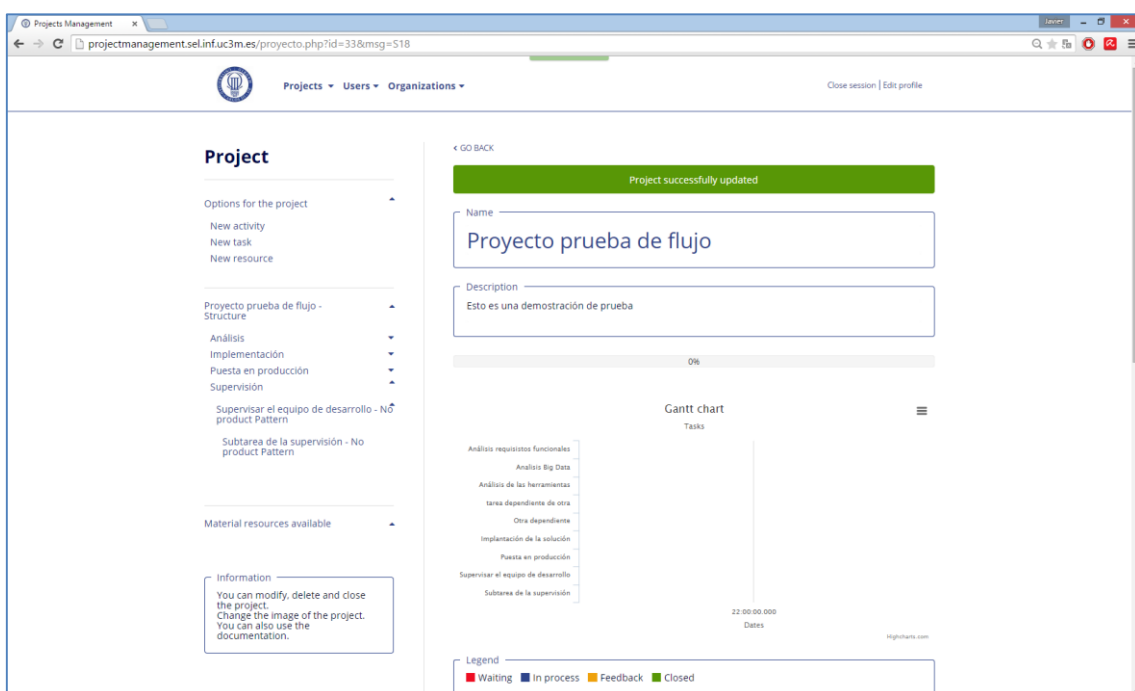 Projects Management
Javier
projectmanagement.sel.inf.uc3m.es/proyecto.php?id=33&msg=S18
Projects Users Organizations
Close session | Edit profile
Project
Options for the project
New activity
New task
New resource
Proyecto prueba de flujo -
Structure
Análisis
Implementación
Puesta en producción
Supervisión
Supervisar el equipo de desarrollo - No
product Pattern
Subtarea de la supervisión - No
product Pattern
Material resources available
Information
You can modify, delete and close
the project.
Change the image of the project.
You can also use the
documentation.
GO BACK
Project successfully updated
Name
Proyecto prueba de flujo
Description
Esto es una demostración de prueba
0%
Gantt chart
Tasks
Análisis requisistos funcionales
Analisis Big Data
Análisis de las herramientas
tarea dependiente de otra
Otra dependiente
Implantación de la solución
Puesta en producción
Supervisar el equipo de desarrollo
Subtarea de la supervisión
22:00:00.000
Dates
Highcharts.com
Legend
Waiting In process Feedback Closed